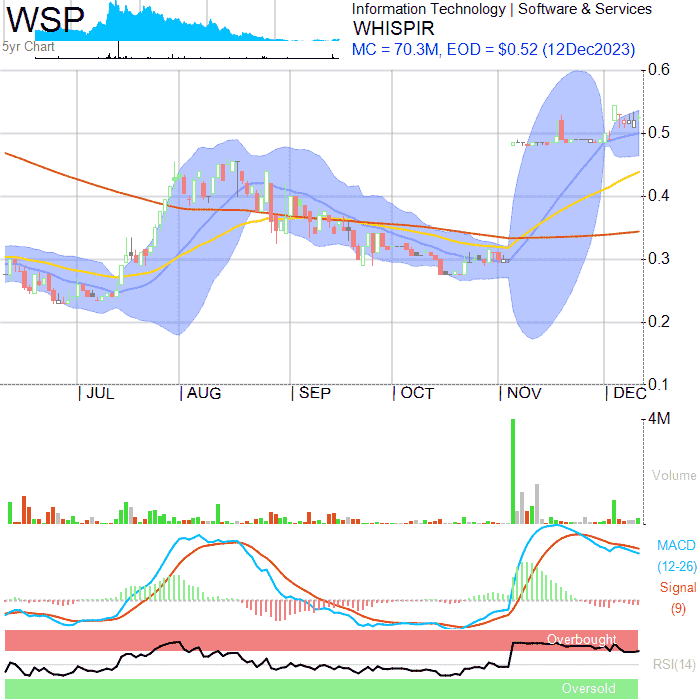 WSP
5yr Chart
Information Technology | Software & Services
WHISPIR
MC = 70.3M, EOD = $0.52 (12Dec2023)
0.6
0.5
0.4
0.3
0.2
0.1
| JUL | AUG | SEP | OCT | NOV | DEC
4M
Volume
MACD
(12-26)
Signal
(9)
Overbought
RSI(14)
Oversold